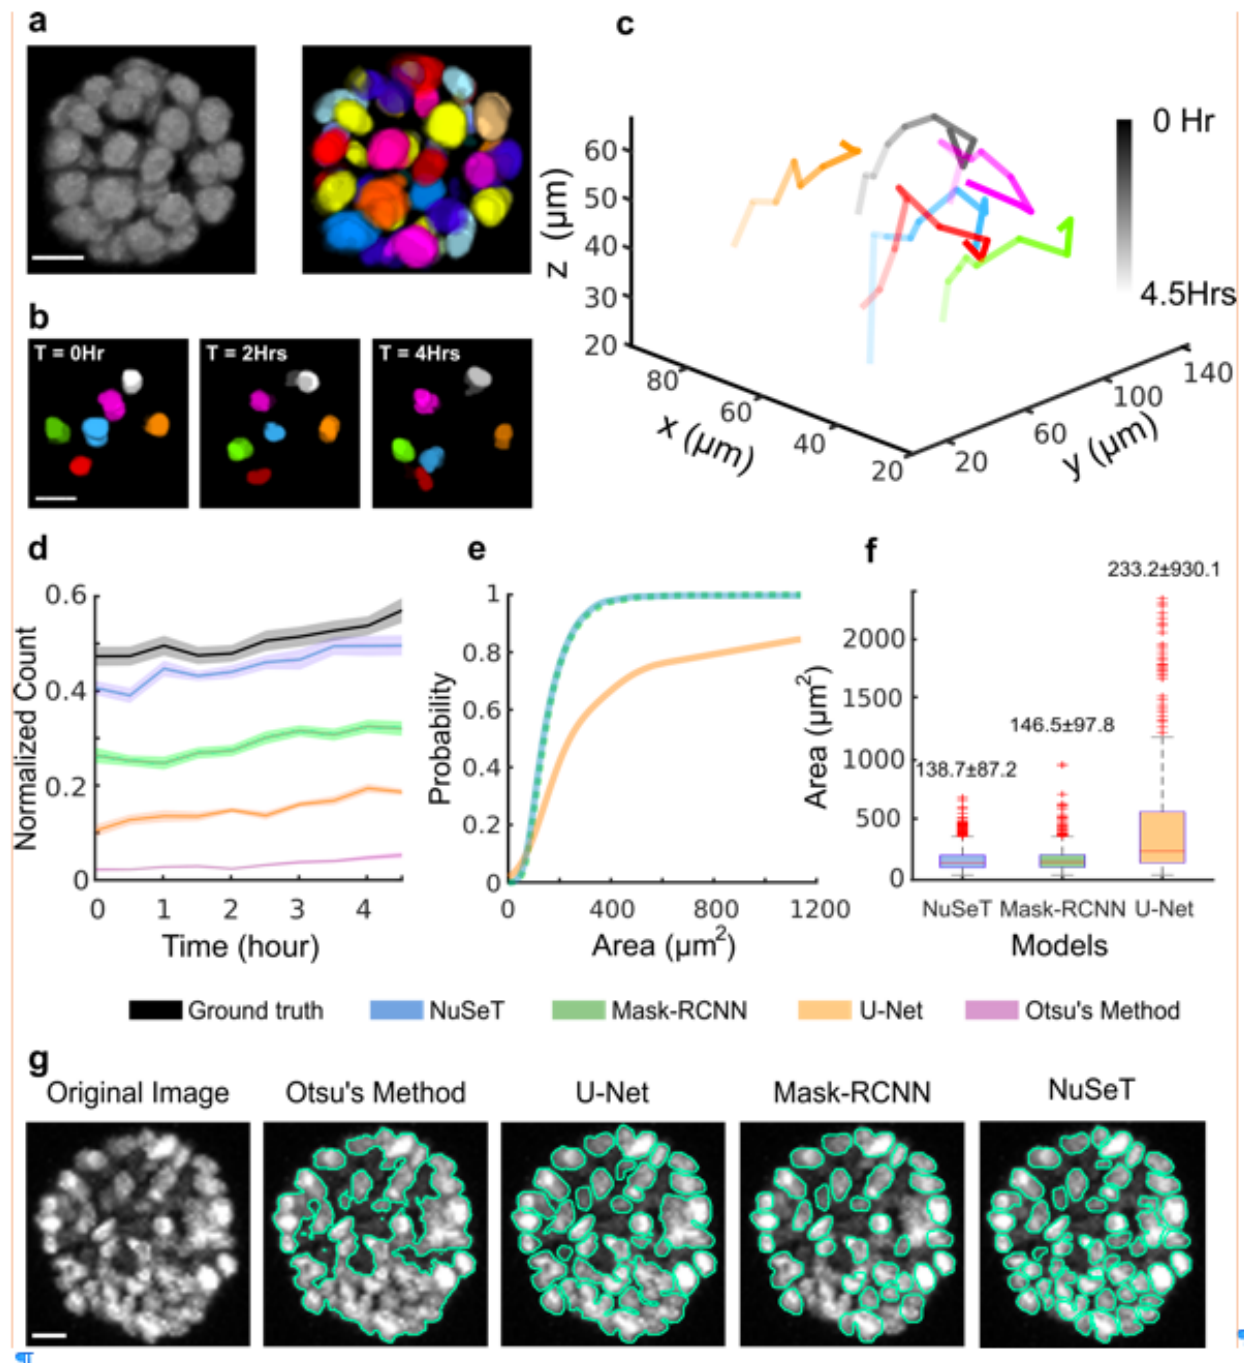 a
c
0 Hr
4.5Hrs
z (µm)
60
50
40
30
20
80
60
40
20
x (µm)
20
60
100
140
y (µm)
b
T = 0Hr
T = 2Hrs
T = 4Hrs
d
Normalized Count
0.6
0.4
0.2
0
0 1 2 3 4
Time (hour)
e
Probability
1
0.8
0.6
0.4
0.2
0
0 400 800 1200
Area (µm²)
f
233.2±930.1
146.5±97.8
138.7±87.2
Area (µm²)
2000
1500
1000
500
0
NuSeT Mask-RCNN U-Net
Models
Ground truth NuSeT Mask-RCNN U-Net Otsu's Method
g
Original Image Otsu's Method U-Net Mask-RCNN NuSeT
¶